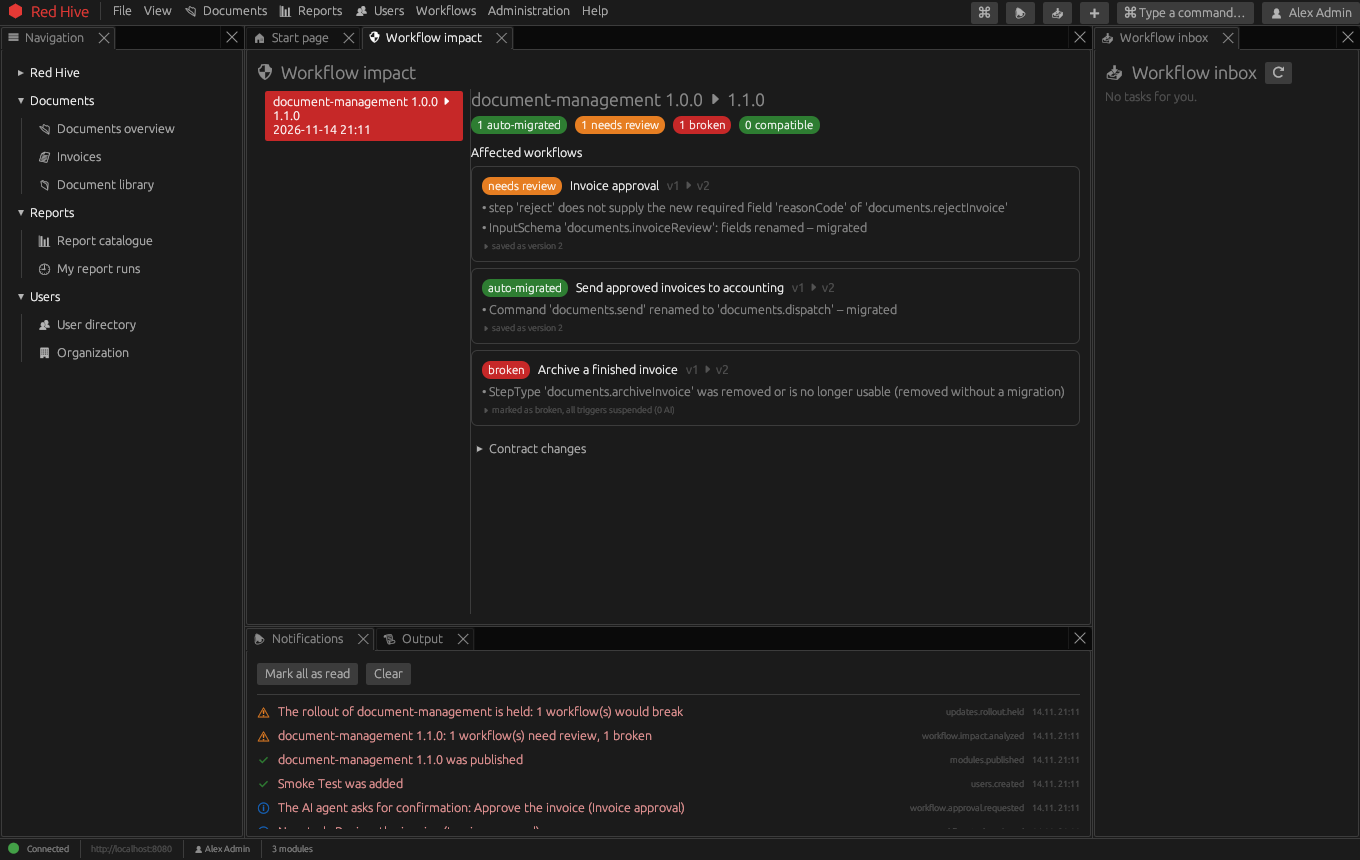 Red Hive File View Documents Reports Users Workflows Administration Help ⌘ + ⌘ Type a command... Alex Admin
Navigation
Start page
Workflow impact
Workflow inbox
Red Hive
Documents
Documents overview
Invoices
Document library
Reports
Report catalogue
My report runs
Users
User directory
Organization
Workflow impact
document-management 1.0.0 ▸
1.1.0
2026-11-14 21:11
document-management 1.0.0 ▸ 1.1.0
1 auto-migrated 1 needs review 1 broken 0 compatible
Affected workflows
needs review Invoice approval v1 ▸ v2
• step 'reject' does not supply the new required field 'reasonCode' of 'documents.rejectInvoice'
• InputSchema 'documents.invoiceReview': fields renamed – migrated
▸ saved as version 2
auto-migrated Send approved invoices to accounting v1 ▸ v2
• Command 'documents.send' renamed to 'documents.dispatch' – migrated
▸ saved as version 2
broken Archive a finished invoice v1 ▸ v2
• StepType 'documents.archiveInvoice' was removed or is no longer usable (removed without a migration)
▸ marked as broken, all triggers suspended (0 AI)
▸ Contract changes
Workflow inbox
No tasks for you.
Notifications
Output
Mark all as read Clear
The rollout of document-management is held: 1 workflow(s) would break updates.rollout.held 14.11. 21:11
document-management 1.1.0: 1 workflow(s) need review, 1 broken workflow.impact.analyzed 14.11. 21:11
document-management 1.1.0 was published modules.published 14.11. 21:11
Smoke Test was added users.created 14.11. 21:11
The AI agent asks for confirmation: Approve the invoice (Invoice approval) workflow.approval.requested 14.11. 21:11
Connected http://localhost:8080 Alex Admin 3 modules